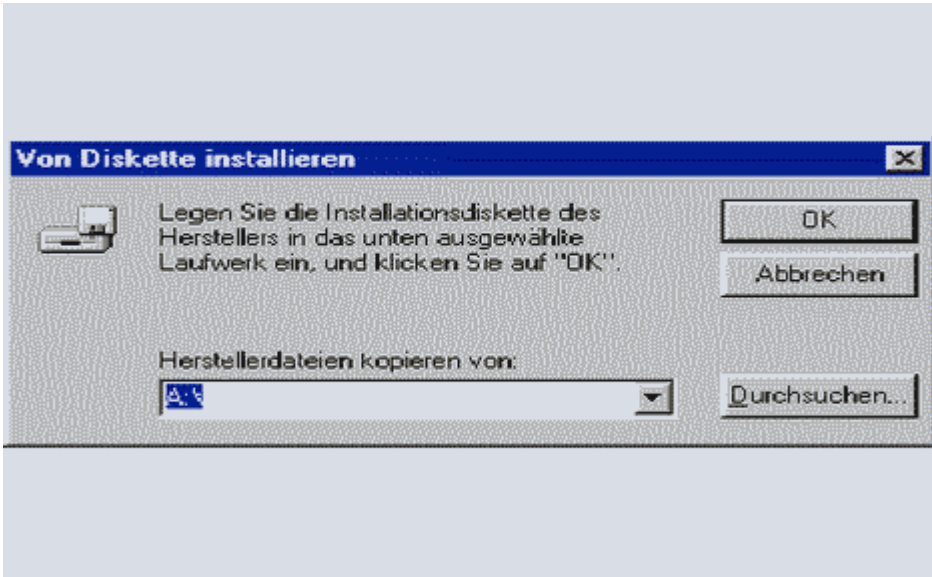 Von Diskette installieren
Legen Sie die Installationsdiskette des
Herstellers in das unten ausgewählte
Laufwerk ein, und klicken Sie auf "OK".
OK
Abbrechen
Herstellerdateien kopieren von:
A:\
Durchsuchen...